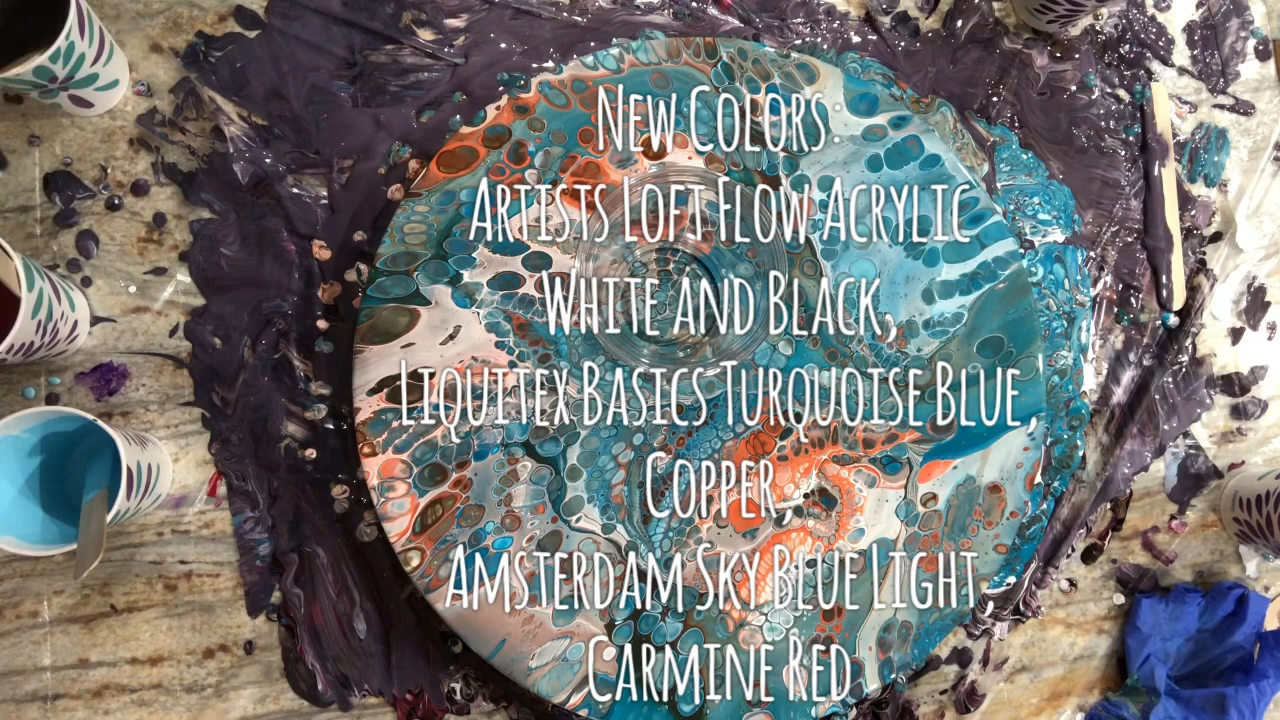 New Colors:
Artists Loft Flow Acrylic
White and Black,
Liquitex Basics Turquoise Blue,'
Copper,
Amsterdam Sky Blue Light
Carmine Red